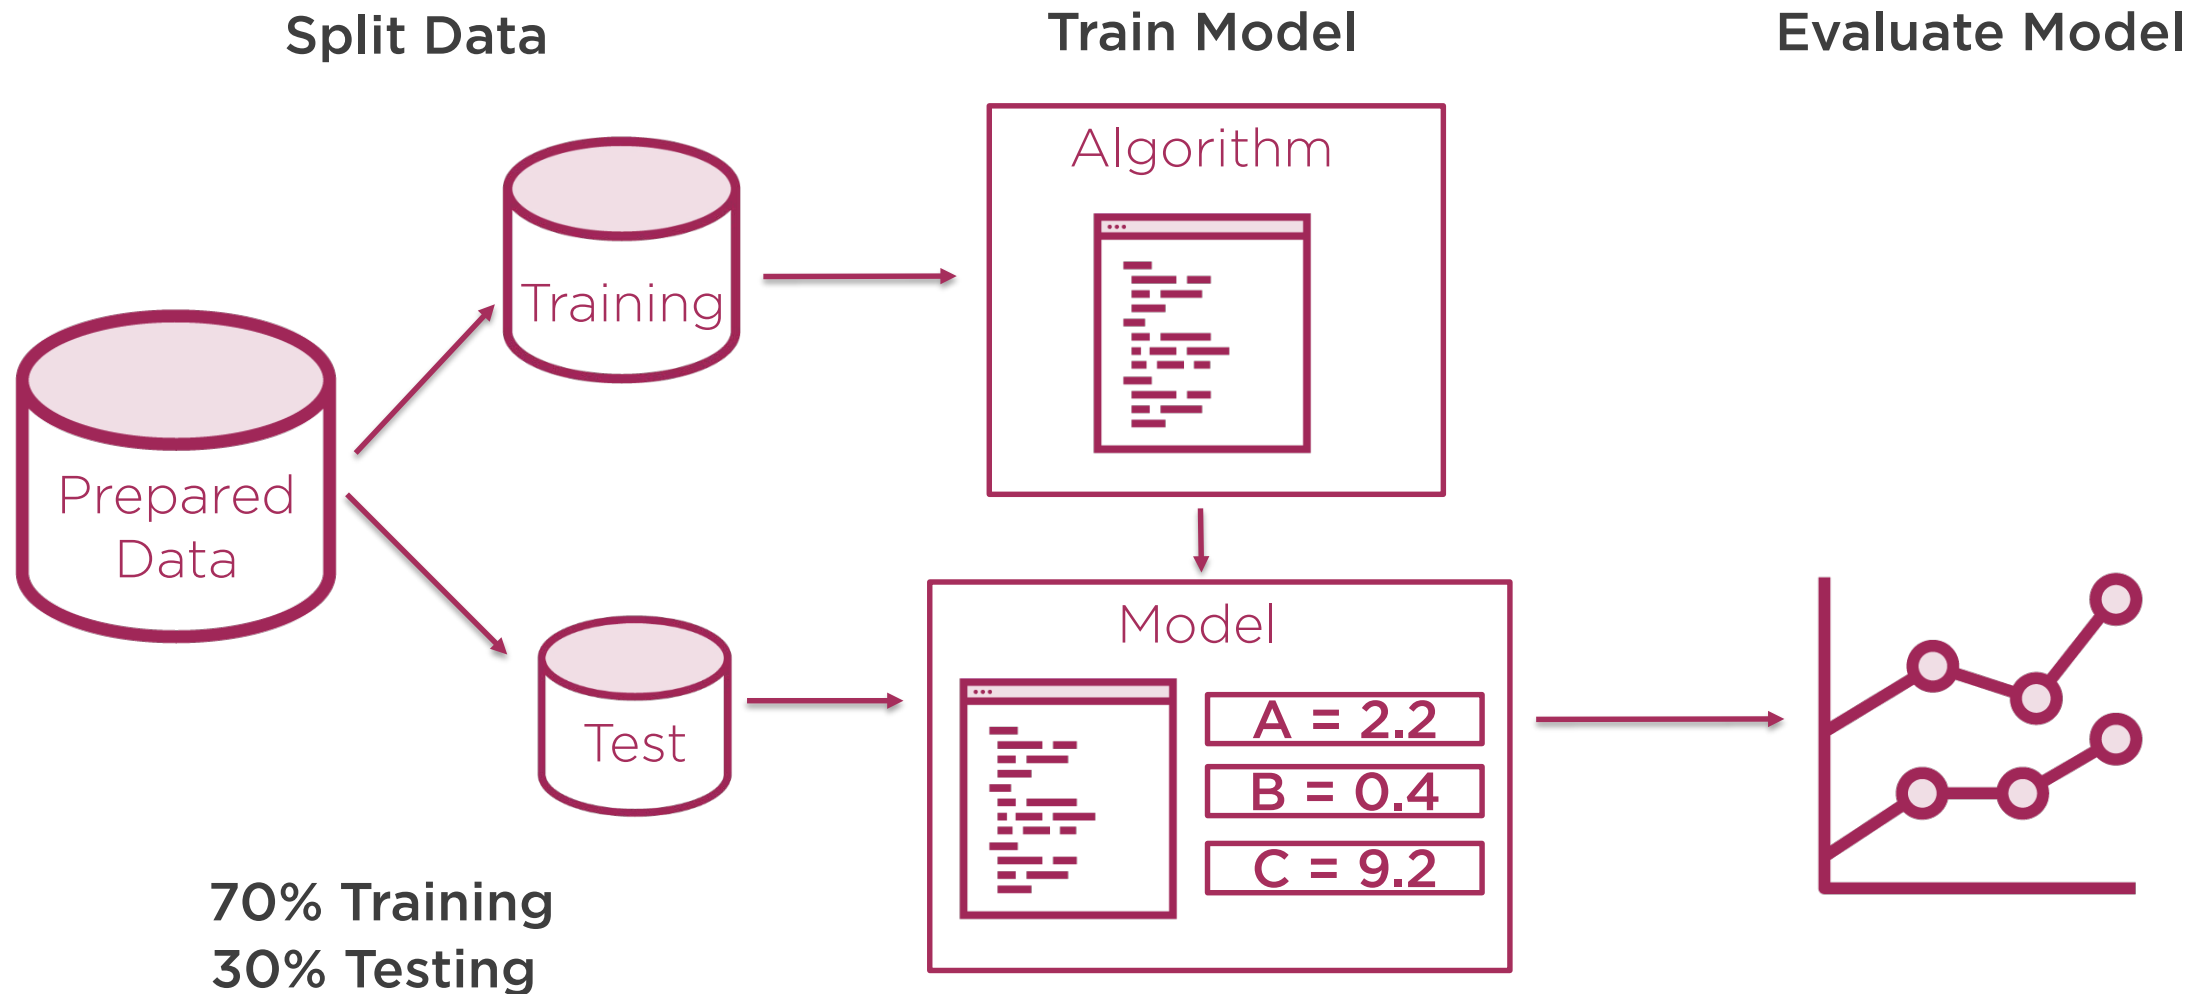 Split Data
Train Model
Evaluate Model
Algorithm
Training
Prepared
Data
Model
Test
A = 2.2
B = 0.4
C = 9.2
70% Training
30% Testing